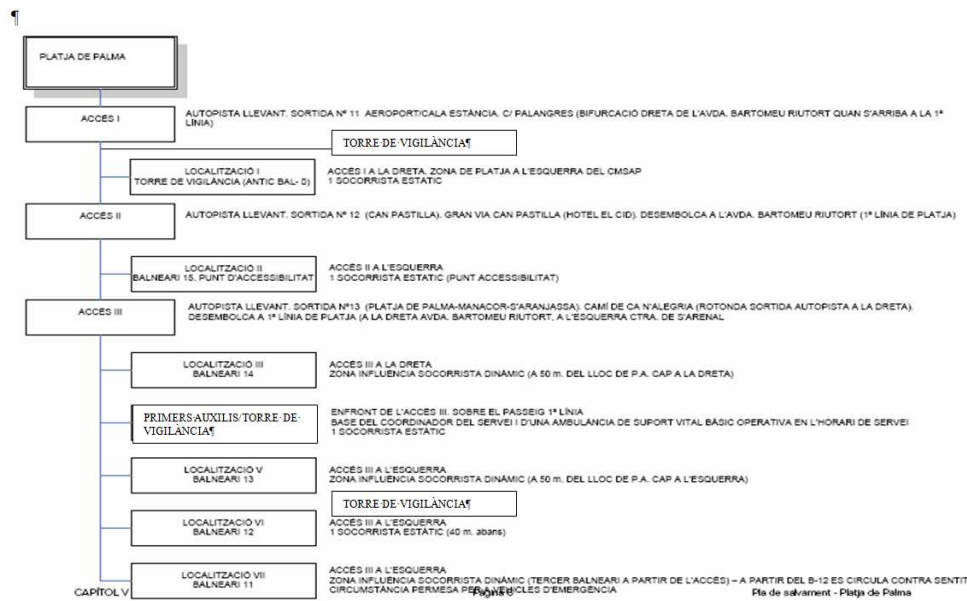 ¶
PLATJA DE PALMA
ACCÉS I
AUTOPISTA LLEVANT. SORTIDA Nº 11 AEROPORT/CALA ESTÀNCIA. C/ PALANGRES (BIFURCACIÓ DRETA DE L'AVDA. BARTOMEU RIUTORT QUAN S'ARRIBA A LA 1ª
LÍNIA)
TORRE·DE·VIGILÀNCIA¶
LOCALITZACIÓ I
TORRE DE VIGILÀNCIA (ANTIC BAL- 0)
ACCÉS I A LA DRETA. ZONA DE PLATJA A L'ESQUERRA DEL CMSAP
1 SOCORRISTA ESTÀTIC
ACCÉS II
AUTOPISTA LLEVANT. SORTIDA Nº 12 (CAN PASTILLA). GRAN VIA CAN PASTILLA (HOTEL EL CID). DESEMBOLCA A L'AVDA. BARTOMEU RIUTORT (1ª LÍNIA DE PLATJA)
LOCALITZACIÓ II
BALNEARI 15. PUNT D'ACCESSIBILITAT
ACCÉS II A L'ESQUERRA
1 SOCORRISTA ESTÀTIC (PUNT ACCESSIBILITAT)
ACCÉS III
AUTOPISTA LLEVANT. SORTIDA Nº13 (PLATJA DE PALMA-MANACOR-S'ARANJASSA). CAMÍ DE CA N'ALEGRIA (ROTONDA SORTIDA AUTOPISTA A LA DRETA).
DESEMBOLCA A 1ª LÍNIA DE PLATJA (A LA DRETA AVDA. BARTOMEU RIUTORT, A L'ESQUERRA CTRA. DE S'ARENAL
LOCALITZACIÓ III
BALNEARI 14
ACCÉS III A LA DRETA
ZONA INFLUÈNCIA SOCORRISTA DINÀMIC (A 50 m. DEL LLOC DE P.A. CAP A LA DRETA)
PRIMERS·AUXILIS/TORRE·DE·
VIGILÀNCIA¶
ENFRONT DE L'ACCÉS III. SOBRE EL PASSEIG 1ª LÍNIA
BASE DEL COORDINADOR DEL SERVEI I D'UNA AMBULÀNCIA DE SUPORT VITAL BÀSIC OPERATIVA EN L'HORARI DE SERVEI
1 SOCORRISTA ESTÀTIC
LOCALITZACIÓ V
BALNEARI 13
ACCÉS III A L'ESQUERRA
ZONA INFLUÈNCIA SOCORRISTA DINÀMIC (A 50 m. DEL LLOC DE P.A. CAP A L'ESQUERRA)
TORRE·DE·VIGILÀNCIA¶
LOCALITZACIÓ VI
BALNEARI 12
ACCÉS III A L'ESQUERRA
1 SOCORRISTA ESTÀTIC (40 m. abans)
LOCALITZACIÓ VII
BALNEARI 11
ACCÉS III A L'ESQUERRA
ZONA INFLUÈNCIA SOCORRISTA DINÀMIC (TERCER BALNEARI A PARTIR DE L'ACCÉS) – A PARTIR DEL B-12 ES CIRCULA CONTRA SENTIT
CIRCUMSTÀNCIA PERMESA PER A VEHICLES D'EMERGÈNCIA
CAPÍTOL V
Pàgina 6
Pla de salvament - Platja de Palma